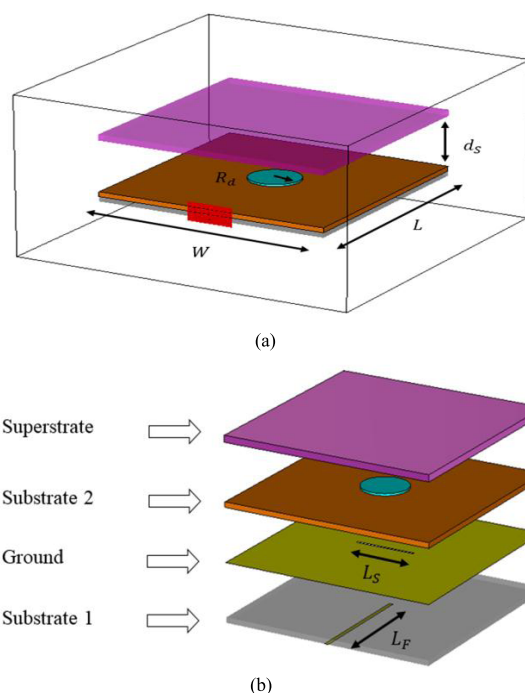 d_S
R_d
L
W
(a)
Superstrate
Substrate 2
Ground
L_S
Substrate 1
L_F
(b)